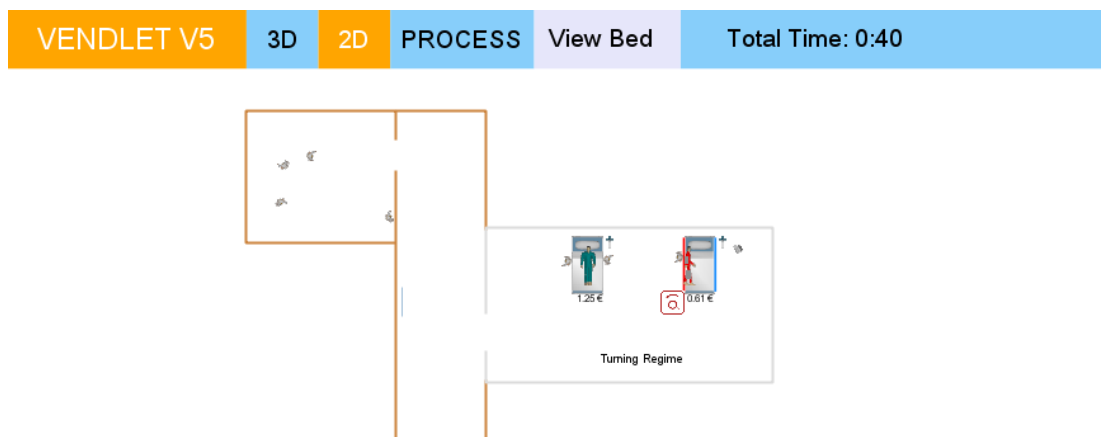 VENDLET V5 3D 2D PROCESS View Bed Total Time: 0:40
1.25 € 0.61 €
Turning Regime